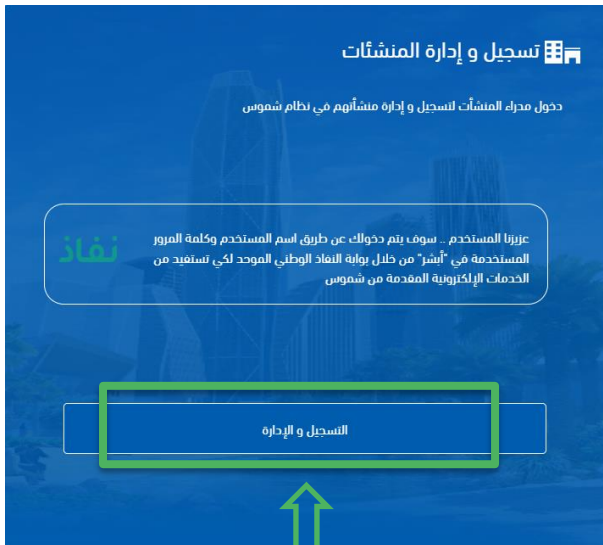 تسجيل و إدارة المنشئات
دخول مدراء المنشأت لتسجيل و إدارة منشأتهم في نظام شموس
عزيزنا المستخدم .. سوف يتم دخولك عن طريق اسم المستخدم وكلمة المرور
المستخدمة في "أبشر" من خلال بوابة النفاذ الوطني الموحد لكي تستفيد من
الخدمات الإلكترونية المقدمة من شموس
نفاذ
التسجيل و الإدارة